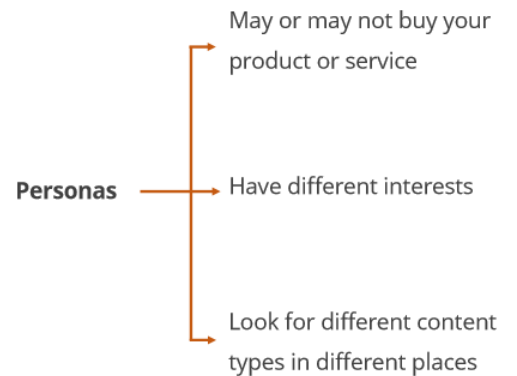 May or may not buy your
product or service
Personas
Have different interests
Look for different content
types in different places